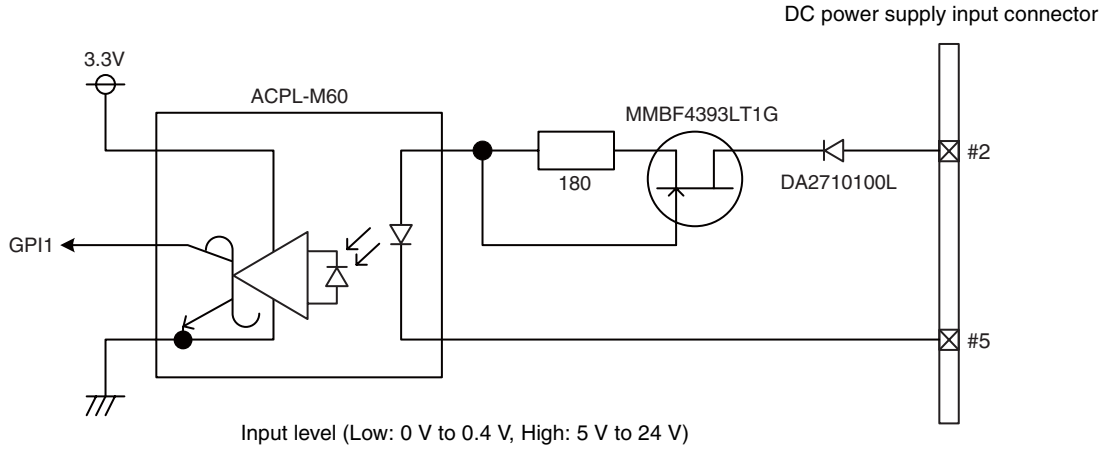 DC power supply input connector
3.3V
ACPL-M60
MMBF4393LT1G
#2
180
DA2710100L
GPI1
#5
Input level (Low: 0 V to 0.4 V, High: 5 V to 24 V)